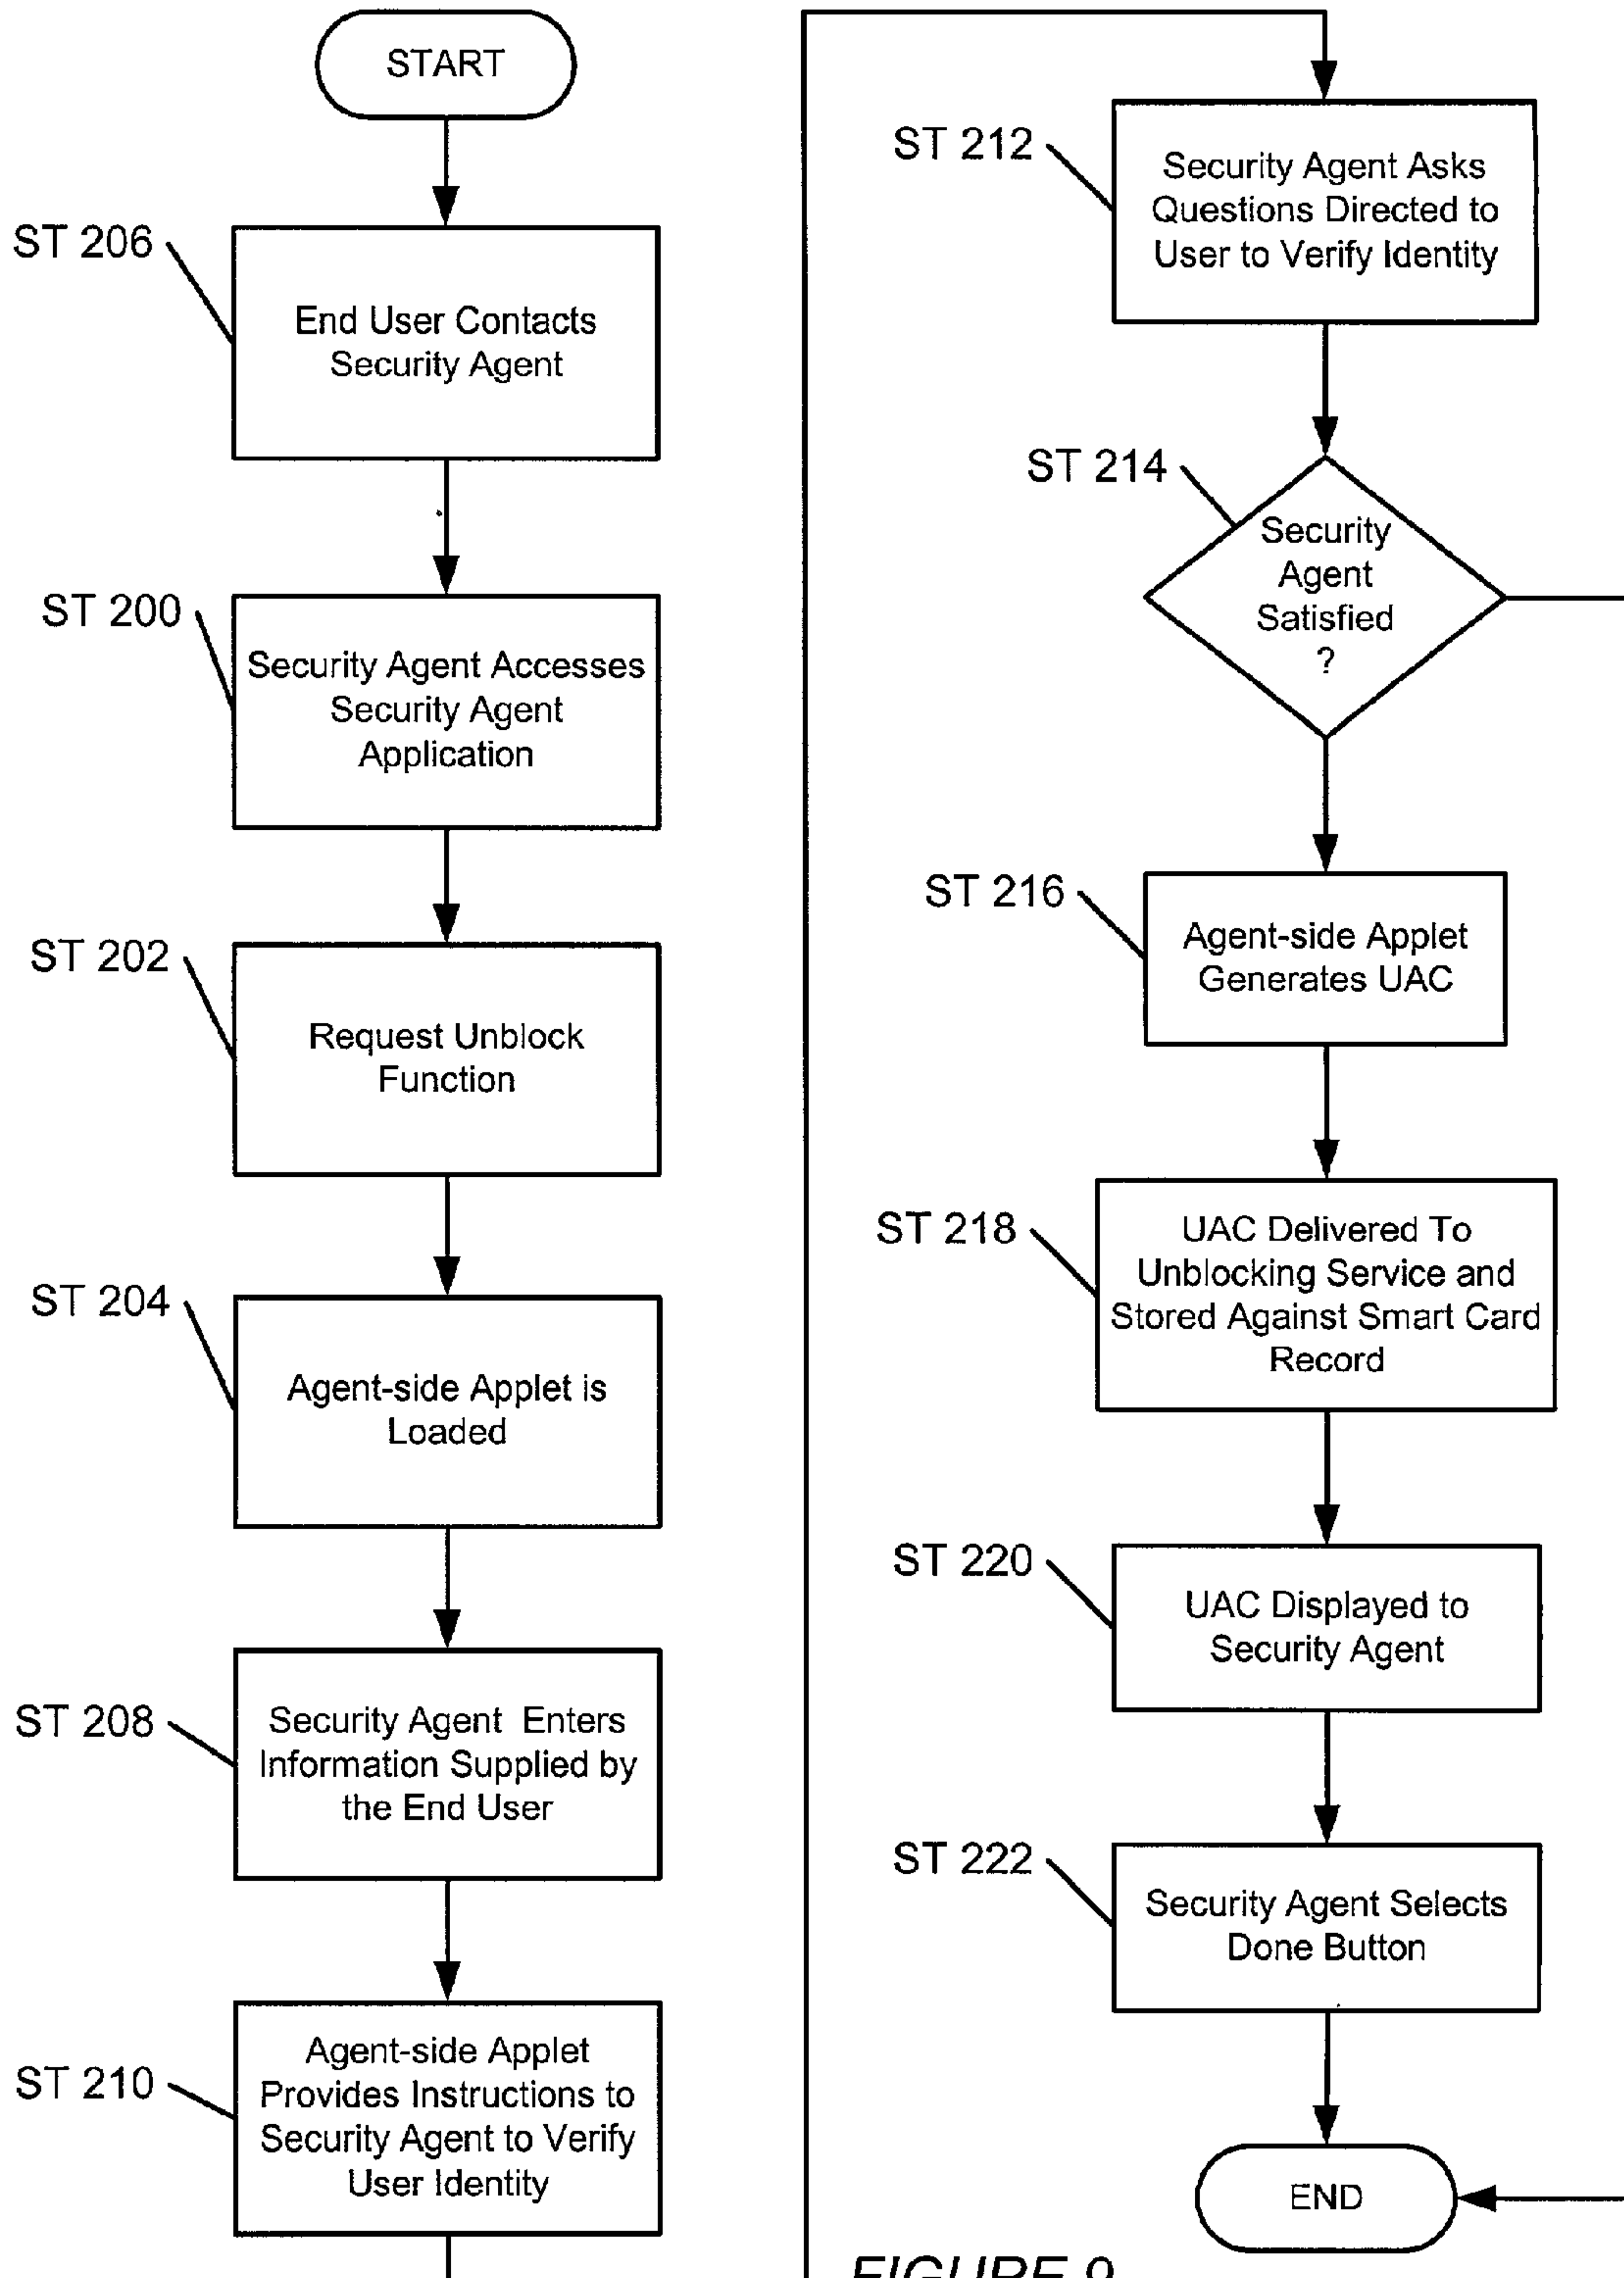 START
ST 206
End User Contacts
Security Agent
ST 200
Security Agent Accesses
Security Agent
Application
ST 202
Request Unblock
Function
ST 204
Agent-side Applet is
Loaded
ST 208
Security Agent Enters
Information Supplied by
the End User
ST 210
Agent-side Applet
Provides Instructions to
Security Agent to Verify
User Identity
ST 212
Security Agent Asks
Questions Directed to
User to Verify Identity
ST 214
Security
Agent
Satisfied
?
ST 216
Agent-side Applet
Generates UAC
ST 218
UAC Delivered To
Unblocking Service and
Stored Against Smart Card
Record
ST 220
UAC Displayed to
Security Agent
ST 222
Security Agent Selects
Done Button
END
FIGURE 9